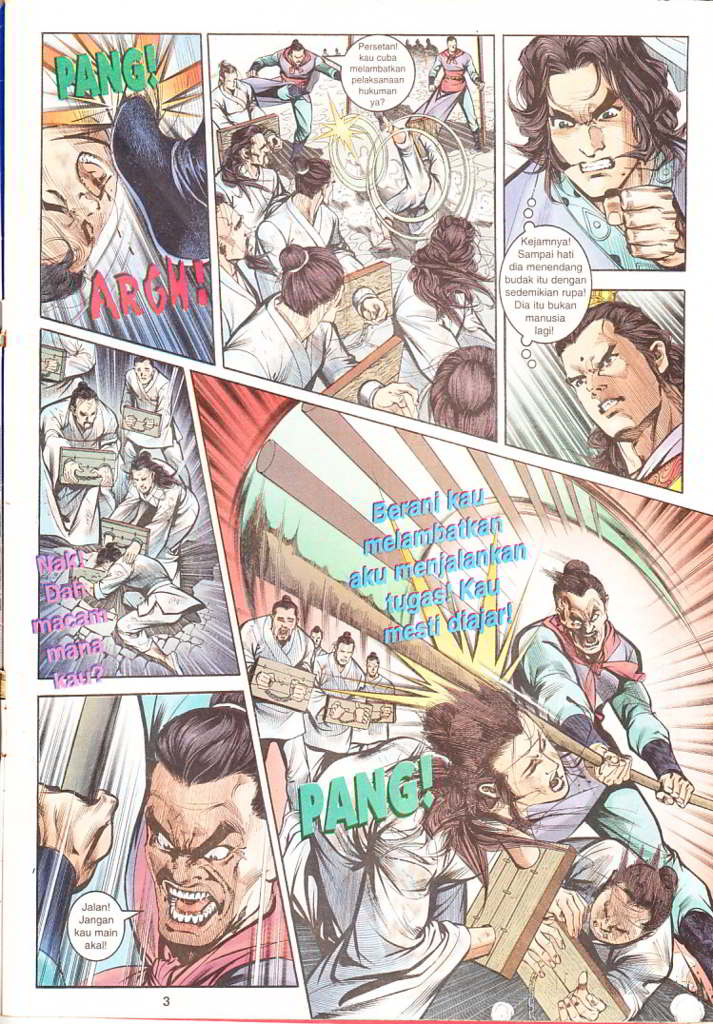 PANG!
ARGH!
Persetan!
kau cuba
melambatkan
pelaksanaan
hukuman
ya?
Kejamnya!
Sampai hati
dia menendang
budak itu dengan
sedemikian rupa!
Dia itu bukan
manusia
lagi!
Nak!
Dah
macam
mana
kau?
Berani kau
melambatkan
aku menjalankan
tugas! Kau
mesti diajar!
PANG!
Jalan!
Jangan
kau main
akal!
3